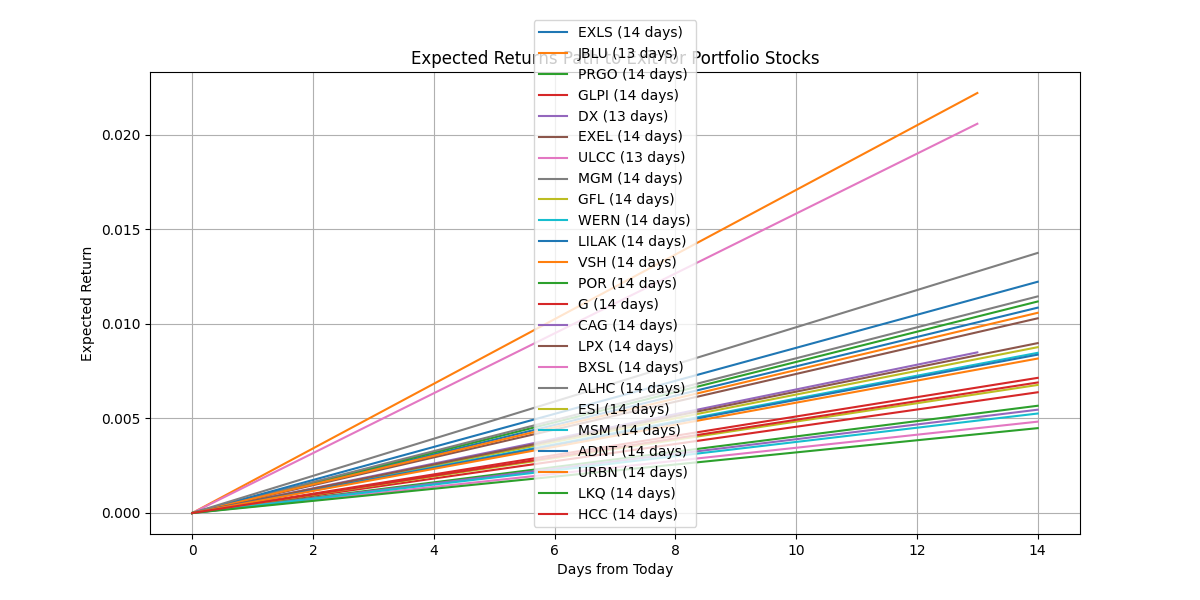 Expected Returns Path to Exit for Portfolio Stocks
EXLS (14 days)
JBLU (13 days)
PRGO (14 days)
GLPI (14 days)
DX (13 days)
EXEL (14 days)
ULCC (13 days)
MGM (14 days)
GFL (14 days)
WERN (14 days)
LILAK (14 days)
VSH (14 days)
POR (14 days)
G (14 days)
CAG (14 days)
LPX (14 days)
BXSL (14 days)
ALHC (14 days)
ESI (14 days)
MSM (14 days)
ADNT (14 days)
URBN (14 days)
LKQ (14 days)
HCC (14 days)
Expected Return
0.020
0.015
0.010
0.005
0.000
0 2 4 6 8 10 12 14
Days from Today